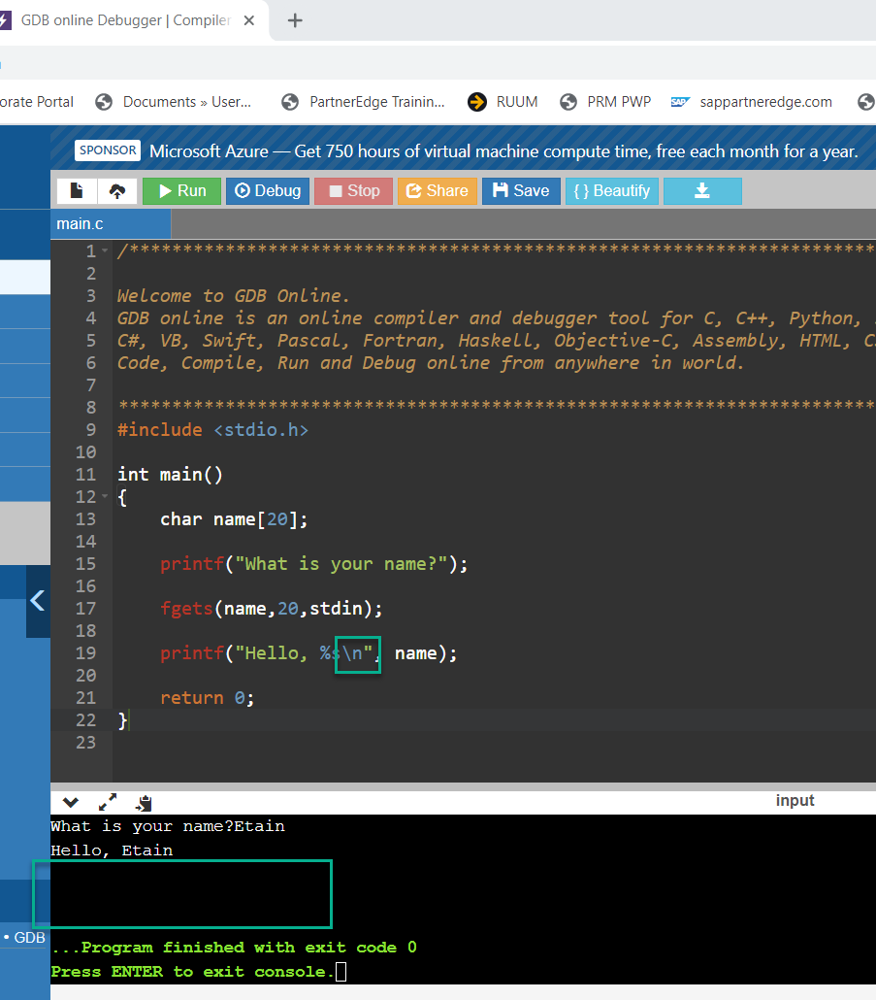 GDB online Debugger | Compiler
orate Portal Documents » User... PartnerEdge Trainin... RUUM PRM PWP SAP sappartneredge.com
SPONSOR Microsoft Azure — Get 750 hours of virtual machine compute time, free each month for a year.
Run Debug Stop Share Save { } Beautify
main.c
1 /***********************************************************************
2
3 Welcome to GDB Online.
4 GDB online is an online compiler and debugger tool for C, C++, Python,
5 C#, VB, Swift, Pascal, Fortran, Haskell, Objective-C, Assembly, HTML,
6 Code, Compile, Run and Debug online from anywhere in world.
7
8 ************************************************************************
9 #include <stdio.h>
10
11 int main()
12 {
13 char name[20];
14
15 printf("What is your name?");
16
17 fgets(name,20,stdin);
18
19 printf("Hello, %s\n", name);
20
21 return 0;
22 }
23
input
What is your name?Etain
Hello, Etain
• GDB
...Program finished with exit code 0
Press ENTER to exit console.